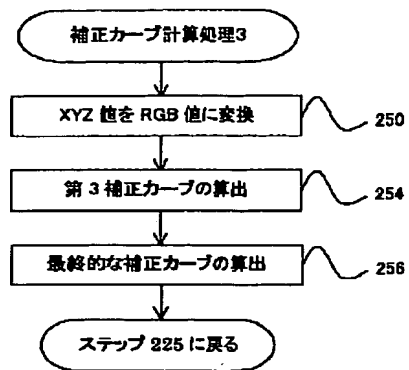 補正カーブ計算処理3
XYZ 値を RGB 値に変換
250
第 3 補正カーブの算出
254
最終的な補正カーブの算出
256
ステップ 225 に戻る